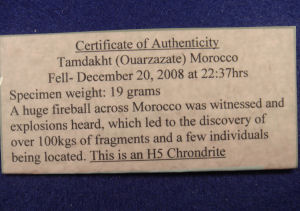 Certificate of Authenticity
Tamdakht (Ouarzazate) Morocco
Fell- December 20, 2008 at 22:37hrs
Specimen weight: 19 grams
A huge fireball across Morocco was witnessed and
explosions heard, which led to the discovery of
over 100kgs of fragments and a few individuals
being located. This is an H5 Chrondrite